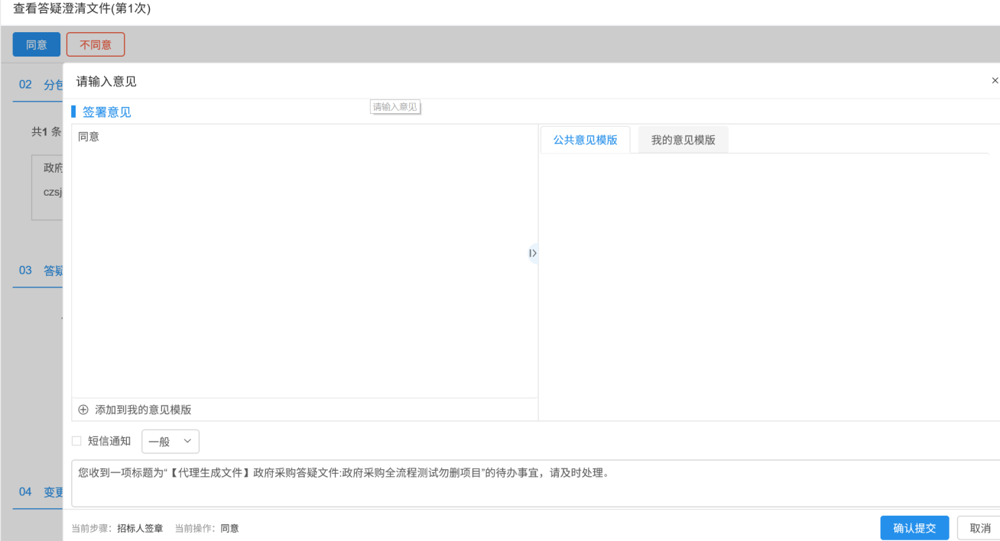 查看答疑澄清文件(第1次)
同意 不同意
02 分包
请输入意见
签署意见
请输入意见
共1 条
同意
公共意见模版 我的意见模版
政府
czsj
03 答疑
添加到我的意见模版
短信通知 一般
您收到一项标题为“【代理生成文件】政府采购答疑文件:政府采购全流程测试勿删项目”的待办事宜，请及时处理。
04 变更
当前步骤：招标人签章 当前操作：同意
确认提交 取消